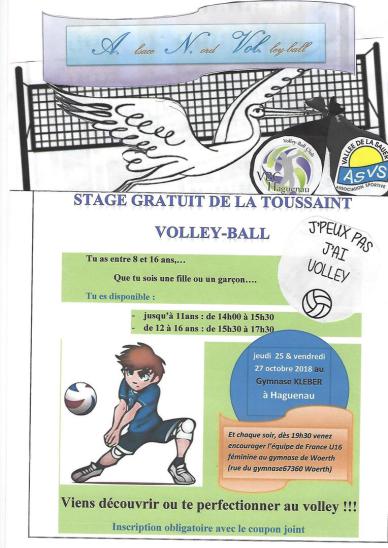 A. lsace N. ord Vol. ley-ball
Volley Ball Club
VBC
Haguenau
VALLEE DE LA SAUER
ASVS
ASSOCIATION SPORTIVE
STAGE GRATUIT DE LA TOUSSAINT
VOLLEY-BALL
J'PEUX PAS
J'AI
VOLLEY
Tu as entre 8 et 16 ans,…
Que tu sois une fille ou un garçon….
Tu es disponible :
- jusqu'à 11ans : de 14h00 à 15h30
- de 12 à 16 ans : de 15h30 à 17h30
jeudi 25 & vendredi
27 octobre 2018 au
Gymnase KLEBER
à Haguenau
Et chaque soir, dès 19h30 venez
encourager l'équipe de France U16
féminine au gymnase de Woerth
(rue du gymnase67360 Woerth)
Viens découvrir ou te perfectionner au volley !!!
Inscription obligatoire avec le coupon joint